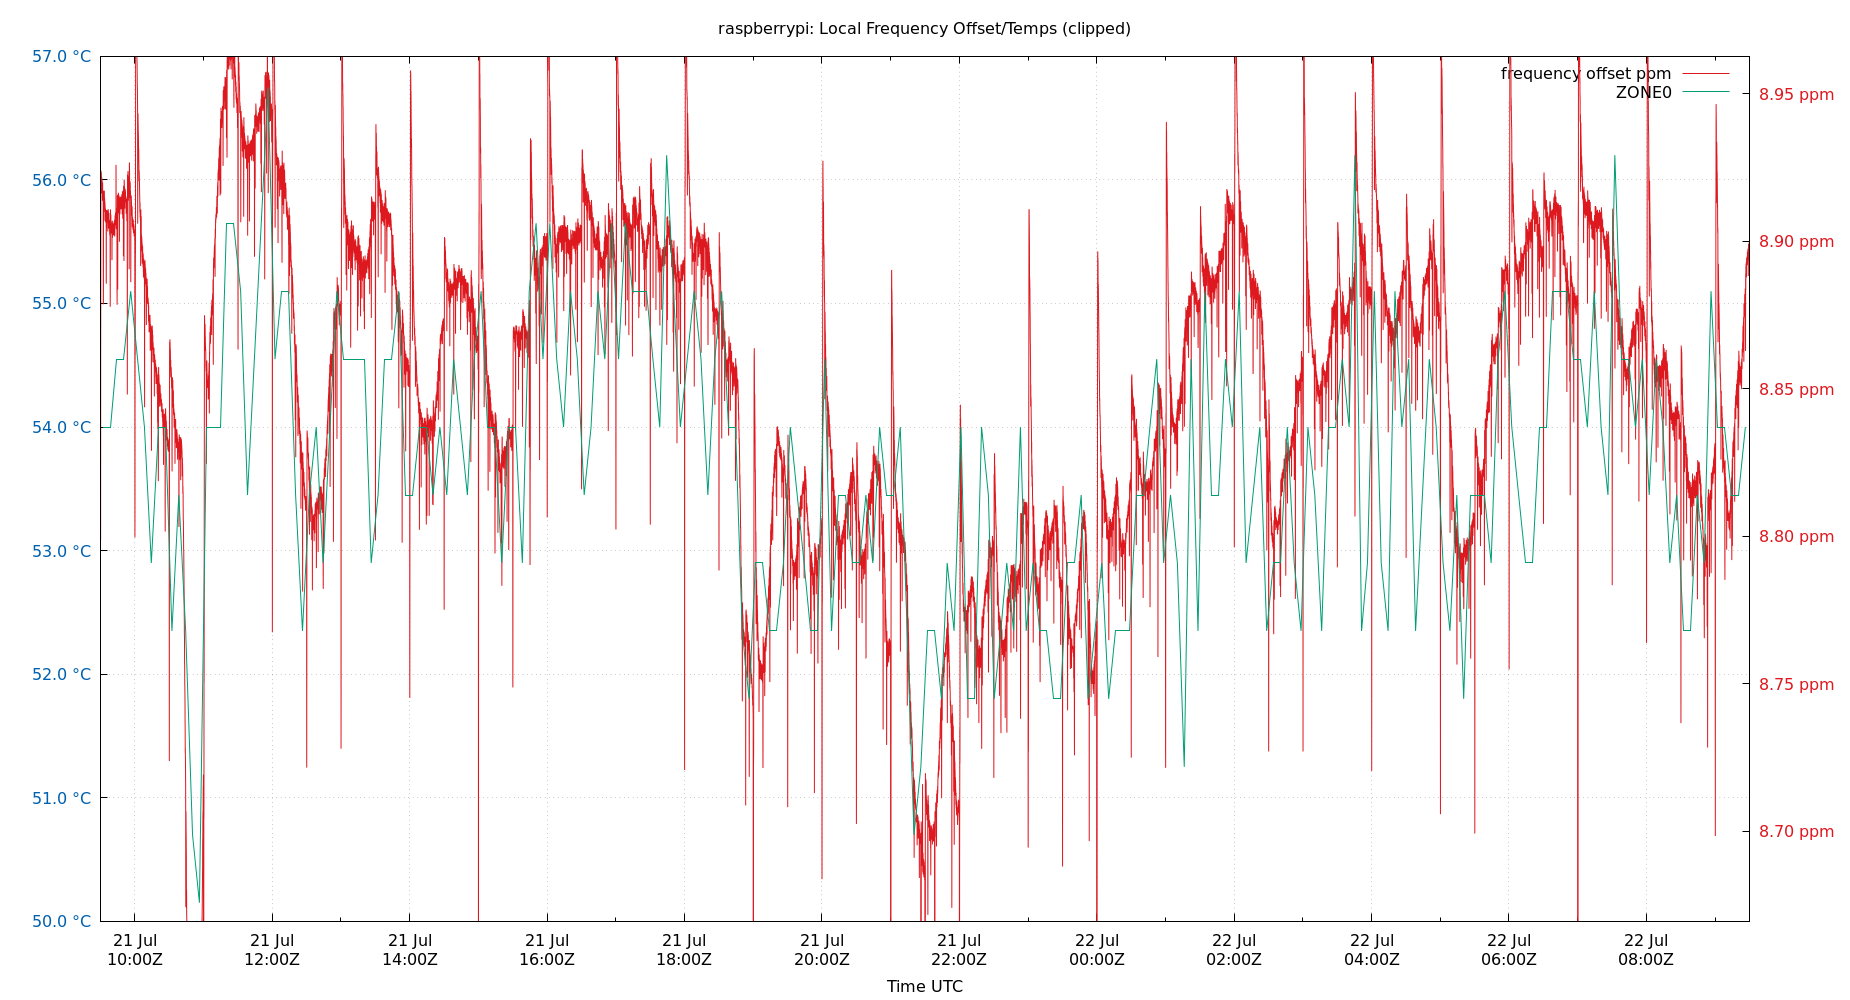 raspberrypi: Local Frequency Offset/Temps (clipped)
frequency offset ppm
ZONE0
57.0 °C
56.0 °C
55.0 °C
54.0 °C
53.0 °C
52.0 °C
51.0 °C
50.0 °C
8.95 ppm
8.90 ppm
8.85 ppm
8.80 ppm
8.75 ppm
8.70 ppm
21 Jul
10:00Z
21 Jul
12:00Z
21 Jul
14:00Z
21 Jul
16:00Z
21 Jul
18:00Z
21 Jul
20:00Z
21 Jul
22:00Z
22 Jul
00:00Z
22 Jul
02:00Z
22 Jul
04:00Z
22 Jul
06:00Z
22 Jul
08:00Z
Time UTC